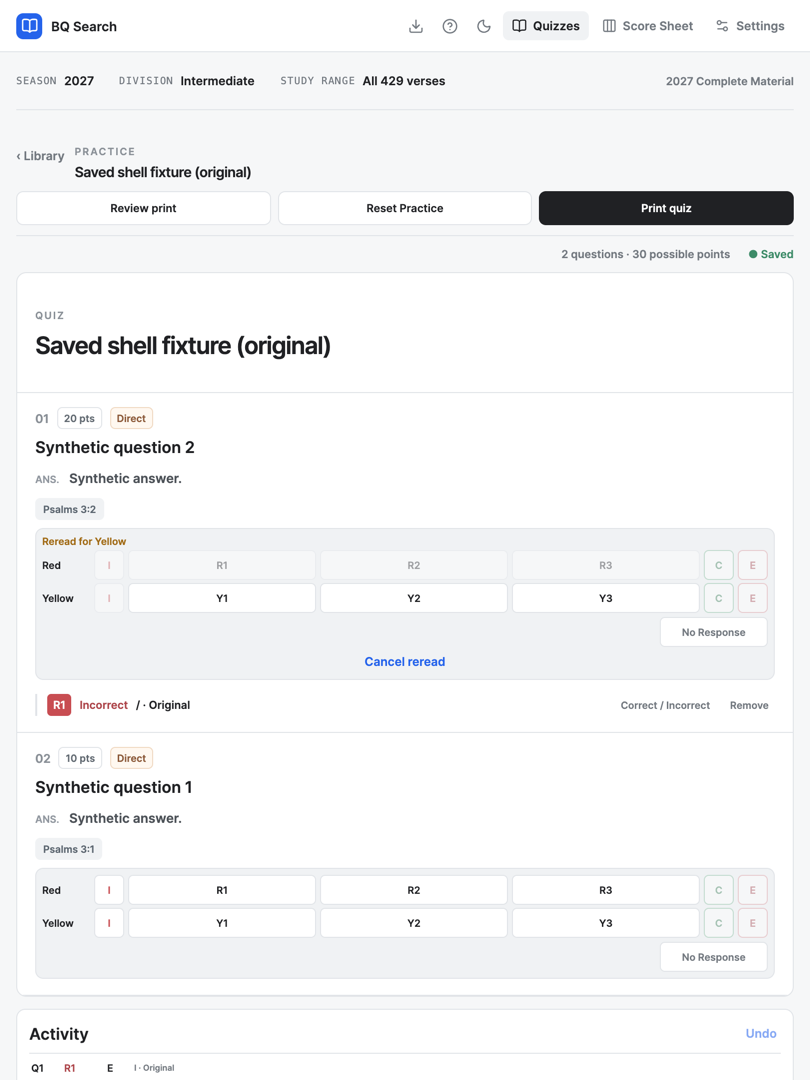 BQ Search
Quizzes
Score Sheet
Settings
SEASON 2027 DIVISION Intermediate STUDY RANGE All 429 verses 2027 Complete Material
‹ Library
PRACTICE
Saved shell fixture (original)
Review print
Reset Practice
Print quiz
2 questions · 30 possible points
Saved
QUIZ
Saved shell fixture (original)
01 20 pts Direct
Synthetic question 2
ANS. Synthetic answer.
Psalms 3:2
Reread for Yellow
Red I R1 R2 R3 C E
Yellow I Y1 Y2 Y3 C E
No Response
Cancel reread
R1 Incorrect / · Original Correct / Incorrect Remove
02 10 pts Direct
Synthetic question 1
ANS. Synthetic answer.
Psalms 3:1
Red I R1 R2 R3 C E
Yellow I Y1 Y2 Y3 C E
No Response
Activity Undo
Q1 R1 E I · Original